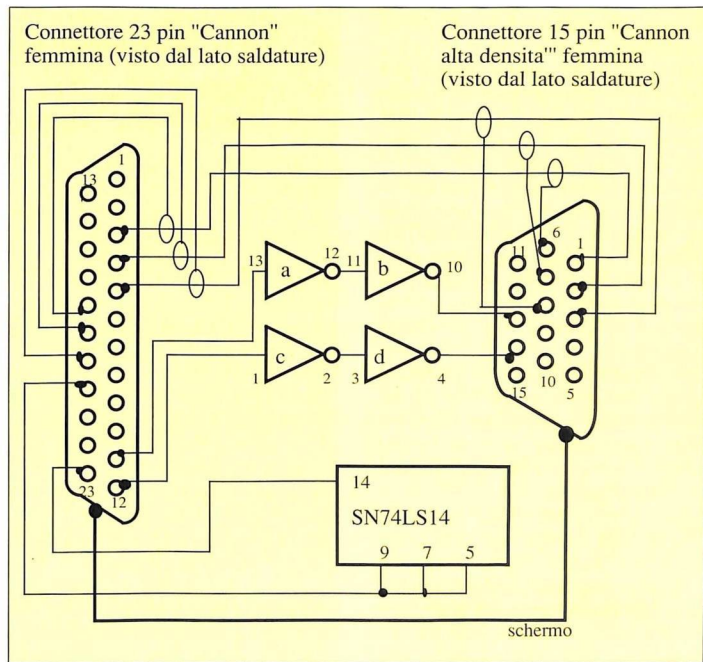 Connettore 23 pin "Cannon"
femmina (visto dal lato saldature)
Connettore 15 pin "Cannon
alta densita'" femmina
(visto dal lato saldature)
1
13
23
12
13
a
12
11
b
10
1
c
2
3
d
4
6
11
1
15
10
5
14
SN74LS14
9
7
5
schermo